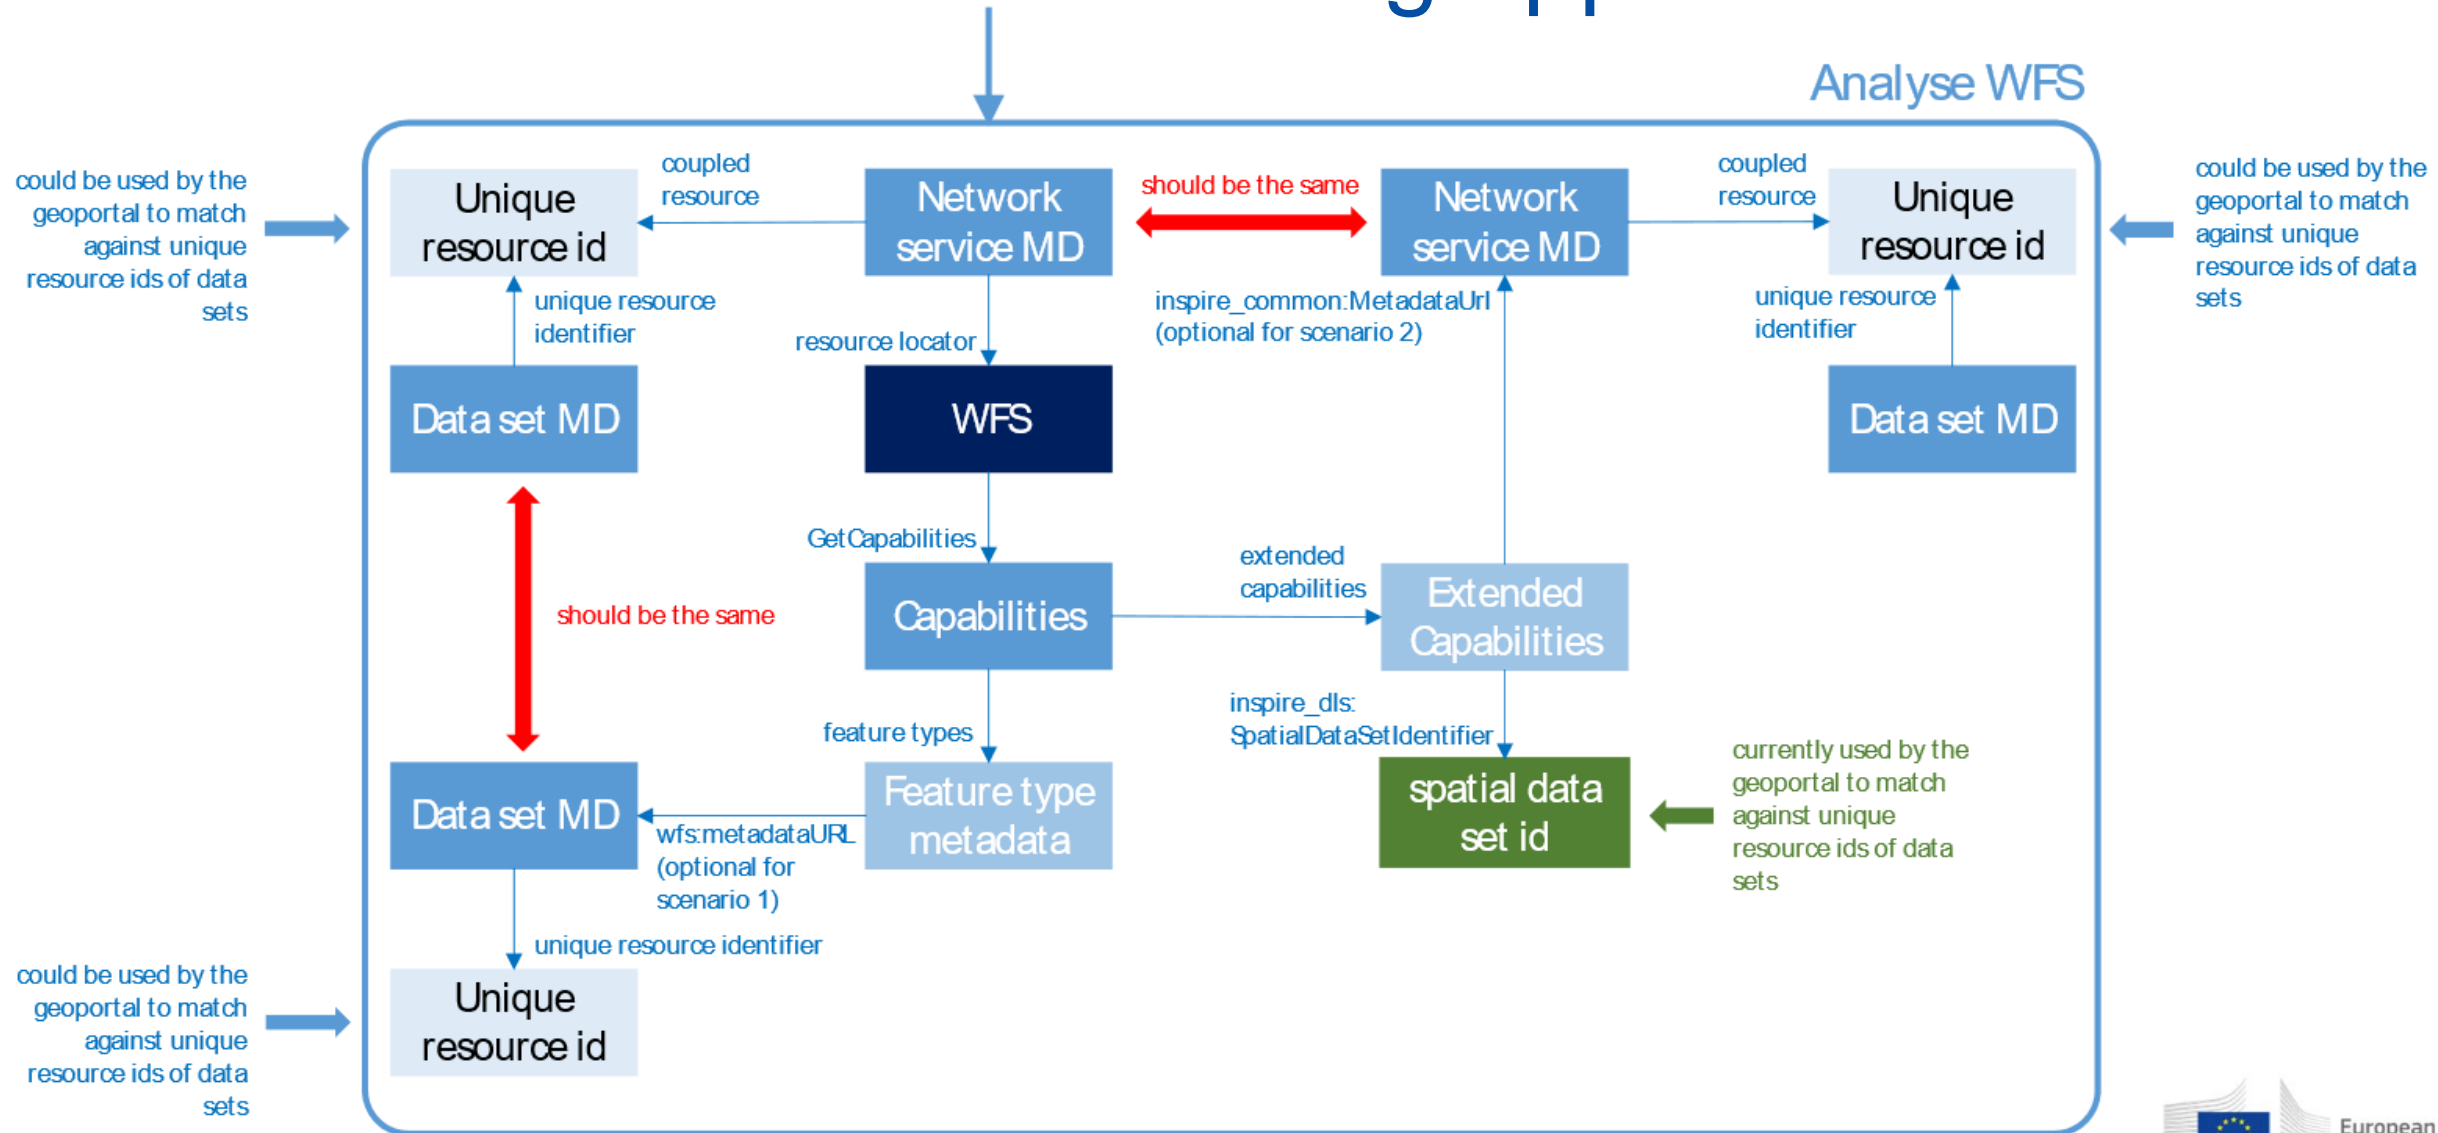 Analyse WFS
could be used by the
geoportal to match
against unique
resource ids of data
sets
Unique
resource id
coupled
resource
Network
service MD
should be the same
Network
service MD
coupled
resource
Unique
resource id
could be used by the
geoportal to match
against unique
resource ids of data
sets
unique resource
identifier
resource locator
inspire_common:MetadataUrl
(optional for scenario 2)
unique resource
identifier
Data set MD
WFS
Data set MD
GetCapabilities
should be the same
Capabilities
extended
capabilities
Extended
Capabilities
feature types
inspire_dls:
SpatialDataSetIdentifier
Data set MD
wfs:metadataURL
(optional for
scenario 1)
Feature type
metadata
spatial data
set id
currently used by the
geoportal to match
against unique
resource ids of data
sets
unique resource identifier
could be used by the
geoportal to match
against unique
resource ids of data
sets
Unique
resource id
European